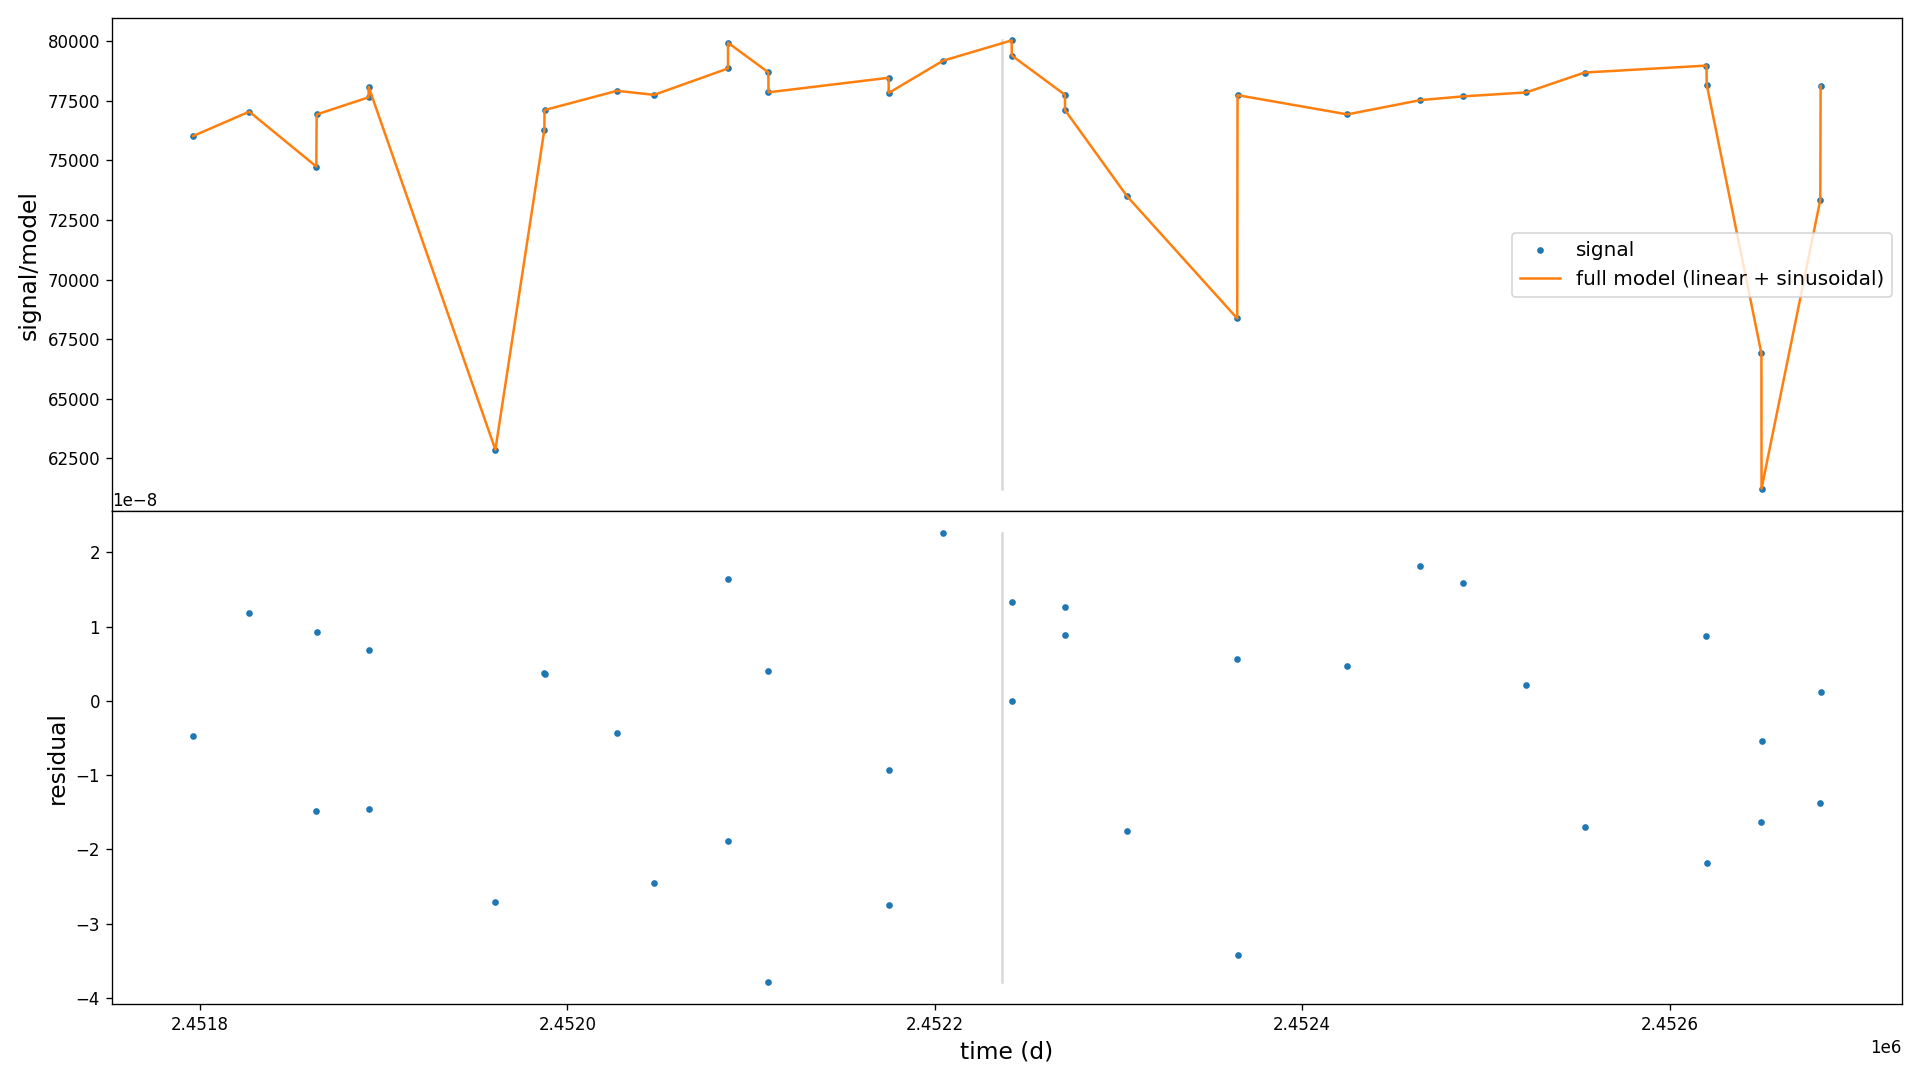 80000
77500
75000
72500
70000
67500
65000
62500
signal/model
signal
full model (linear + sinusoidal)
1e−8
2
1
0
−1
−2
−3
−4
residual
2.4518
2.4520
2.4522
2.4524
2.4526
time (d)
1e6